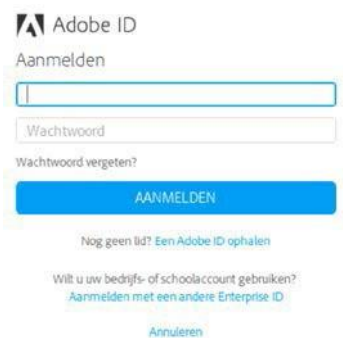 Adobe ID
Aanmelden
Wachtwoord
Wachtwoord vergeten?
AANMELDEN
Nog geen lid? Een Adobe ID ophalen
Wilt u uw bedrijfs- of schoolaccount gebruiken?
Aanmelden met een andere Enterprise ID
Annuleren